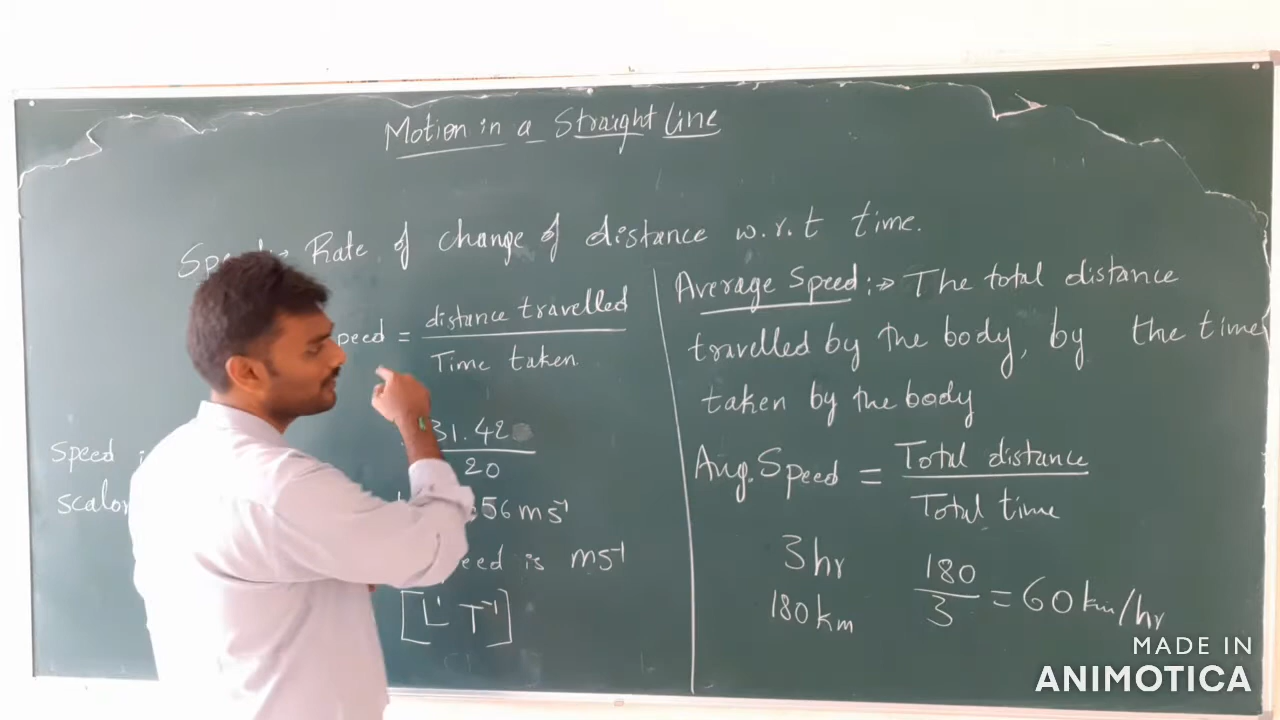 Motion in a Straight Line
Rate of change of distance w.r.t time.
peed = distance travelled
Time taken
31.42
20
56 ms⁻¹
Speed
scalar
eed is ms⁻¹
[L¹ T⁻¹]
Average Speed :→ The total distance
travelled by the body, by the time
taken by the body
Avg. Speed = Total distance
Total time
3 hr
180 km
180
3
= 60 km/hr
MADE IN
ANIMOTICA